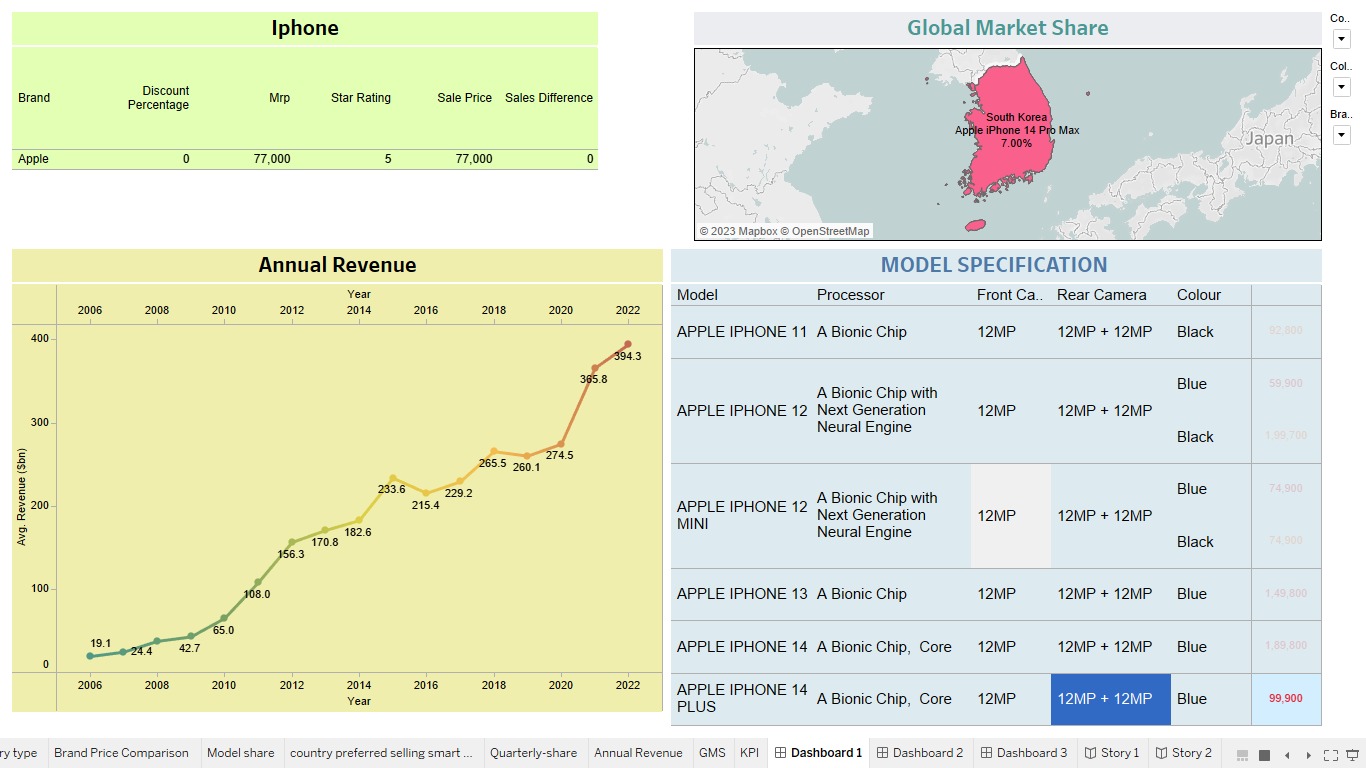 Iphone
Brand Discount Percentage Mrp Star Rating Sale Price Sales Difference
Apple 0 77,000 5 77,000 0
Global Market Share
South Korea
Apple iPhone 14 Pro Max
7.00%
Japan
© 2023 Mapbox © OpenStreetMap
Co..
Col..
Bra..
Annual Revenue
Year
2006 2008 2010 2012 2014 2016 2018 2020 2022
Avg. Revenue ($bn)
400
300
200
100
0
19.1
24.4
42.7
65.0
108.0
156.3
170.8
182.6
233.6
215.4
229.2
265.5
260.1
274.5
365.8
394.3
2006 2008 2010 2012 2014 2016 2018 2020 2022
Year
MODEL SPECIFICATION
Model Processor Front Ca.. Rear Camera Colour
APPLE IPHONE 11 A Bionic Chip 12MP 12MP + 12MP Black 92,800
APPLE IPHONE 12 A Bionic Chip with Next Generation Neural Engine 12MP 12MP + 12MP Blue 59,900
Black 1,99,700
APPLE IPHONE 12 MINI A Bionic Chip with Next Generation Neural Engine 12MP 12MP + 12MP Blue 74,900
Black 74,900
APPLE IPHONE 13 A Bionic Chip 12MP 12MP + 12MP Blue 1,49,800
APPLE IPHONE 14 A Bionic Chip, Core 12MP 12MP + 12MP Blue 1,89,800
APPLE IPHONE 14 PLUS A Bionic Chip, Core 12MP 12MP + 12MP Blue 99,900
ry type Brand Price Comparison Model share country preferred selling smart ... Quarterly-share Annual Revenue GMS KPI Dashboard 1 Dashboard 2 Dashboard 3 Story 1 Story 2